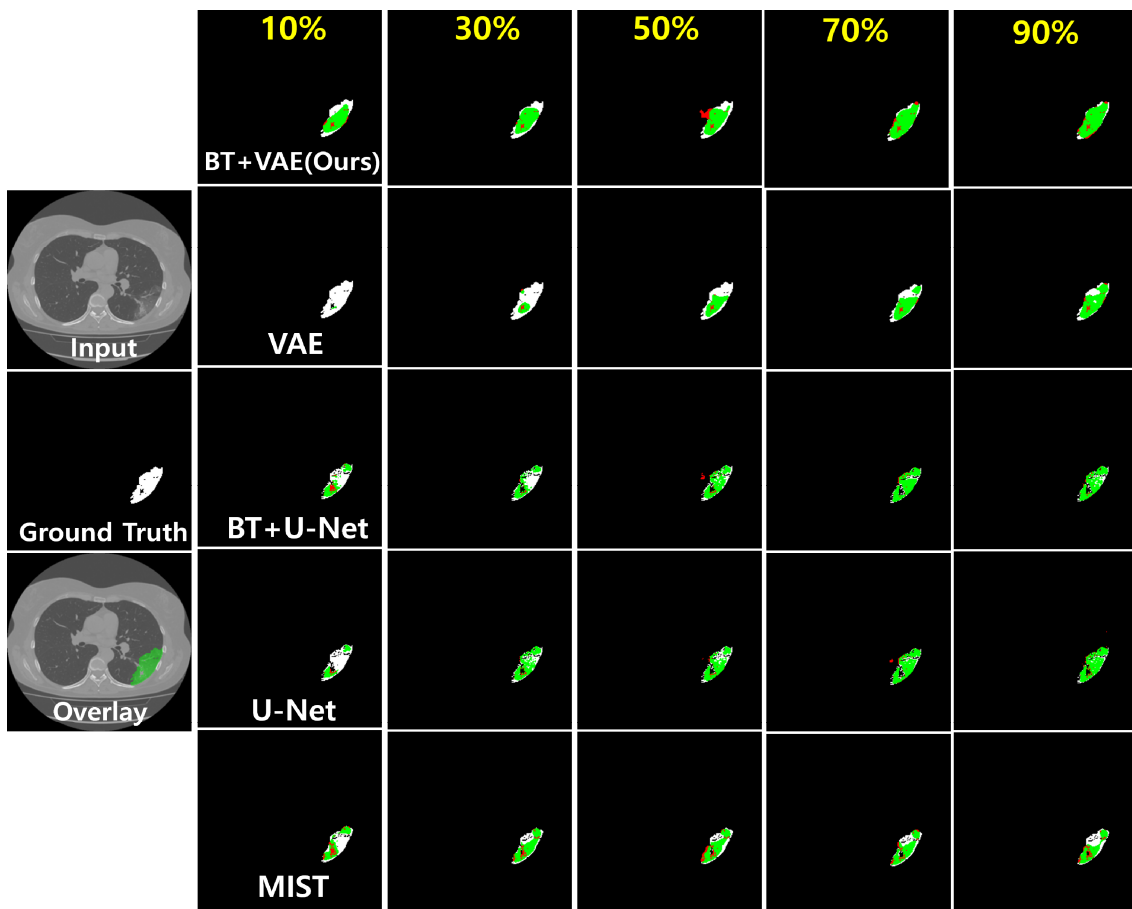 10% 30% 50% 70% 90%
BT+VAE(Ours)
Input
VAE
Ground Truth
BT+U-Net
Overlay
U-Net
MIST